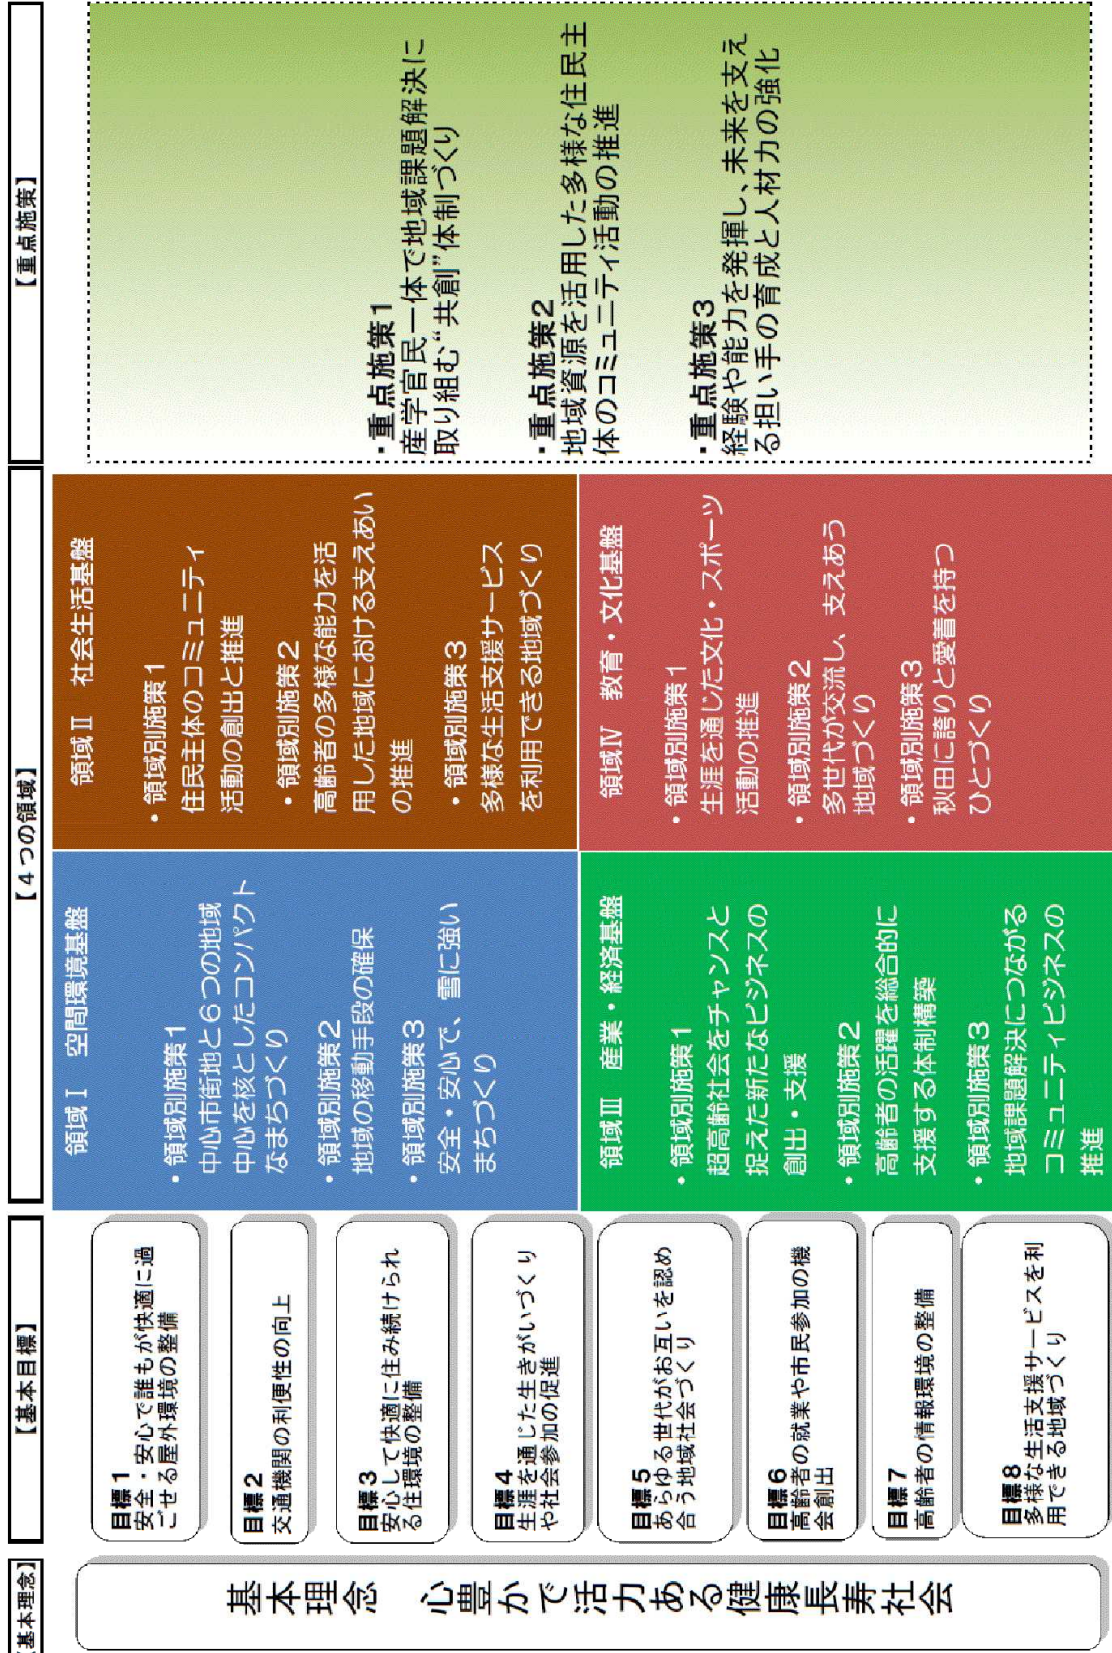 【基本理念】
基本理念　心豊かで活力ある健康長寿社会
【基本目標】
目標1
安全・安心で誰もが快適に過
ごせる屋外環境の整備
目標2
交通機関の利便性の向上
目標3
安心して快適に住み続けられ
る住環境の整備
目標4
生涯を通じた生きがいづくり
や社会参加の促進
目標5
あらゆる世代がお互いを認め
合う地域社会づくり
目標6
高齢者の就業や市民参加の機
会創出
目標7
高齢者の情報環境の整備
目標8
多様な生活支援サービスを利
用できる地域づくり
【4つの領域】
領域Ⅰ　空間環境基盤
・領域別施策1
中心市街地と6つの地域
中心を核としたコンパクト
なまちづくり
・領域別施策2
地域の移動手段の確保
・領域別施策3
安全・安心で、雪に強い
まちづくり
領域Ⅱ　社会生活基盤
・領域別施策1
住民主体のコミュニティ
活動の創出と推進
・領域別施策2
高齢者の多様な能力を活
用した地域における支えあい
の推進
・領域別施策3
多様な生活支援サービス
を利用できる地域づくり
領域Ⅲ　産業・経済基盤
・領域別施策1
超高齢社会をチャンスと
捉えた新たなビジネスの
創出・支援
・領域別施策2
高齢者の活躍を総合的に
支援する体制構築
・領域別施策3
地域課題解決につながる
コミュニティビジネスの
推進
領域Ⅳ　教育・文化基盤
・領域別施策1
生涯を通じた文化・スポーツ
活動の推進
・領域別施策2
多世代が交流し、支えあう
地域づくり
・領域別施策3
秋田に誇りと愛着を持つ
ひとづくり
【重点施策】
・重点施策1
産学官民一体で地域課題解決に
取り組む“共創”体制づくり
・重点施策2
地域資源を活用した多様な住民主
体のコミュニティ活動の推進
・重点施策3
経験や能力を発揮し、未来を支え
る担い手の育成と人材力の強化